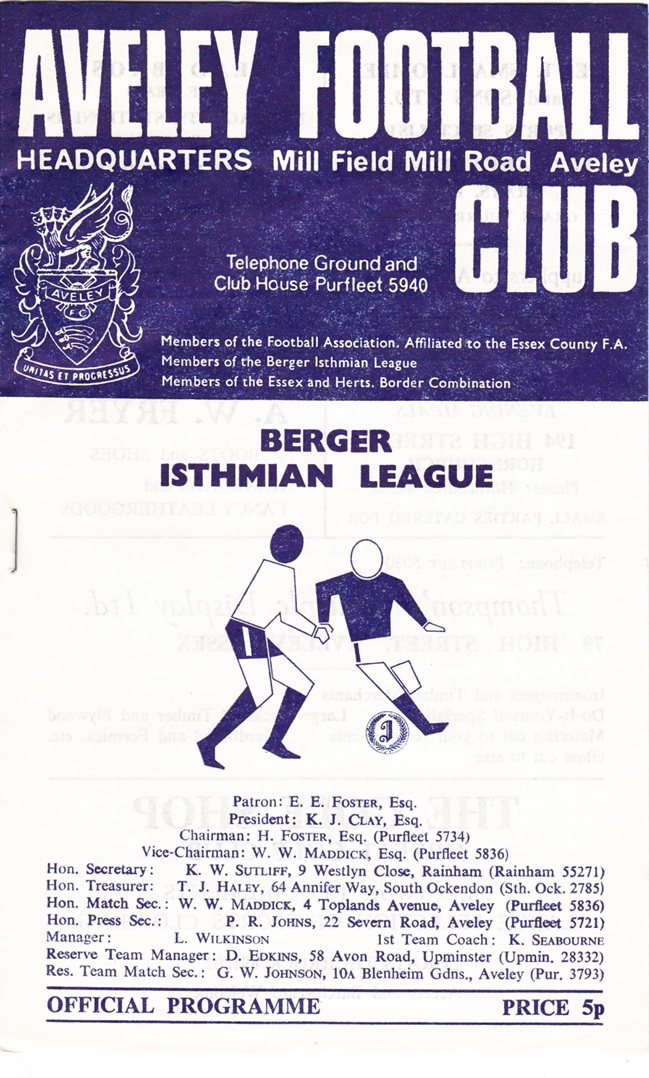 AVELEY FOOTBALL
HEADQUARTERS Mill Field Mill Road Aveley
CLUB
Telephone Ground and
Club House Purfleet 5940
AVELEY
F C
UNITAS ET PROGRESSUS
Members of the Football Association. Affiliated to the Essex County F.A.
Members of the Berger Isthmian League
Members of the Essex and Herts. Border Combination
BERGER
ISTHMIAN LEAGUE
I
Patron: E. E. FOSTER, Esq.
President: K. J. CLAY, Esq.
Chairman: H. FOSTER, Esq. (Purfleet 5734)
Vice-Chairman: W. W. MADDICK, Esq. (Purfleet 5836)
Hon. Secretary: K. W. SUTLIFF, 9 Westlyn Close, Rainham (Rainham 55271)
Hon. Treasurer: T. J. HALEY, 64 Annifer Way, South Ockendon (Sth. Ock. 2785)
Hon. Match Sec.: W. W. MADDICK, 4 Toplands Avenue, Aveley (Purfleet 5836)
Hon. Press Sec.: P. R. JOHNS, 22 Severn Road, Aveley (Purfleet 5721)
Manager: L. WILKINSON 1st Team Coach: K. SEABOURNE
Reserve Team Manager: D. EDKINS, 58 Avon Road, Upminster (Upmin. 28332)
Res. Team Match Sec.: G. W. JOHNSON, 10A Blenheim Gdns., Aveley (Pur. 3793)
OFFICIAL PROGRAMME PRICE 5p